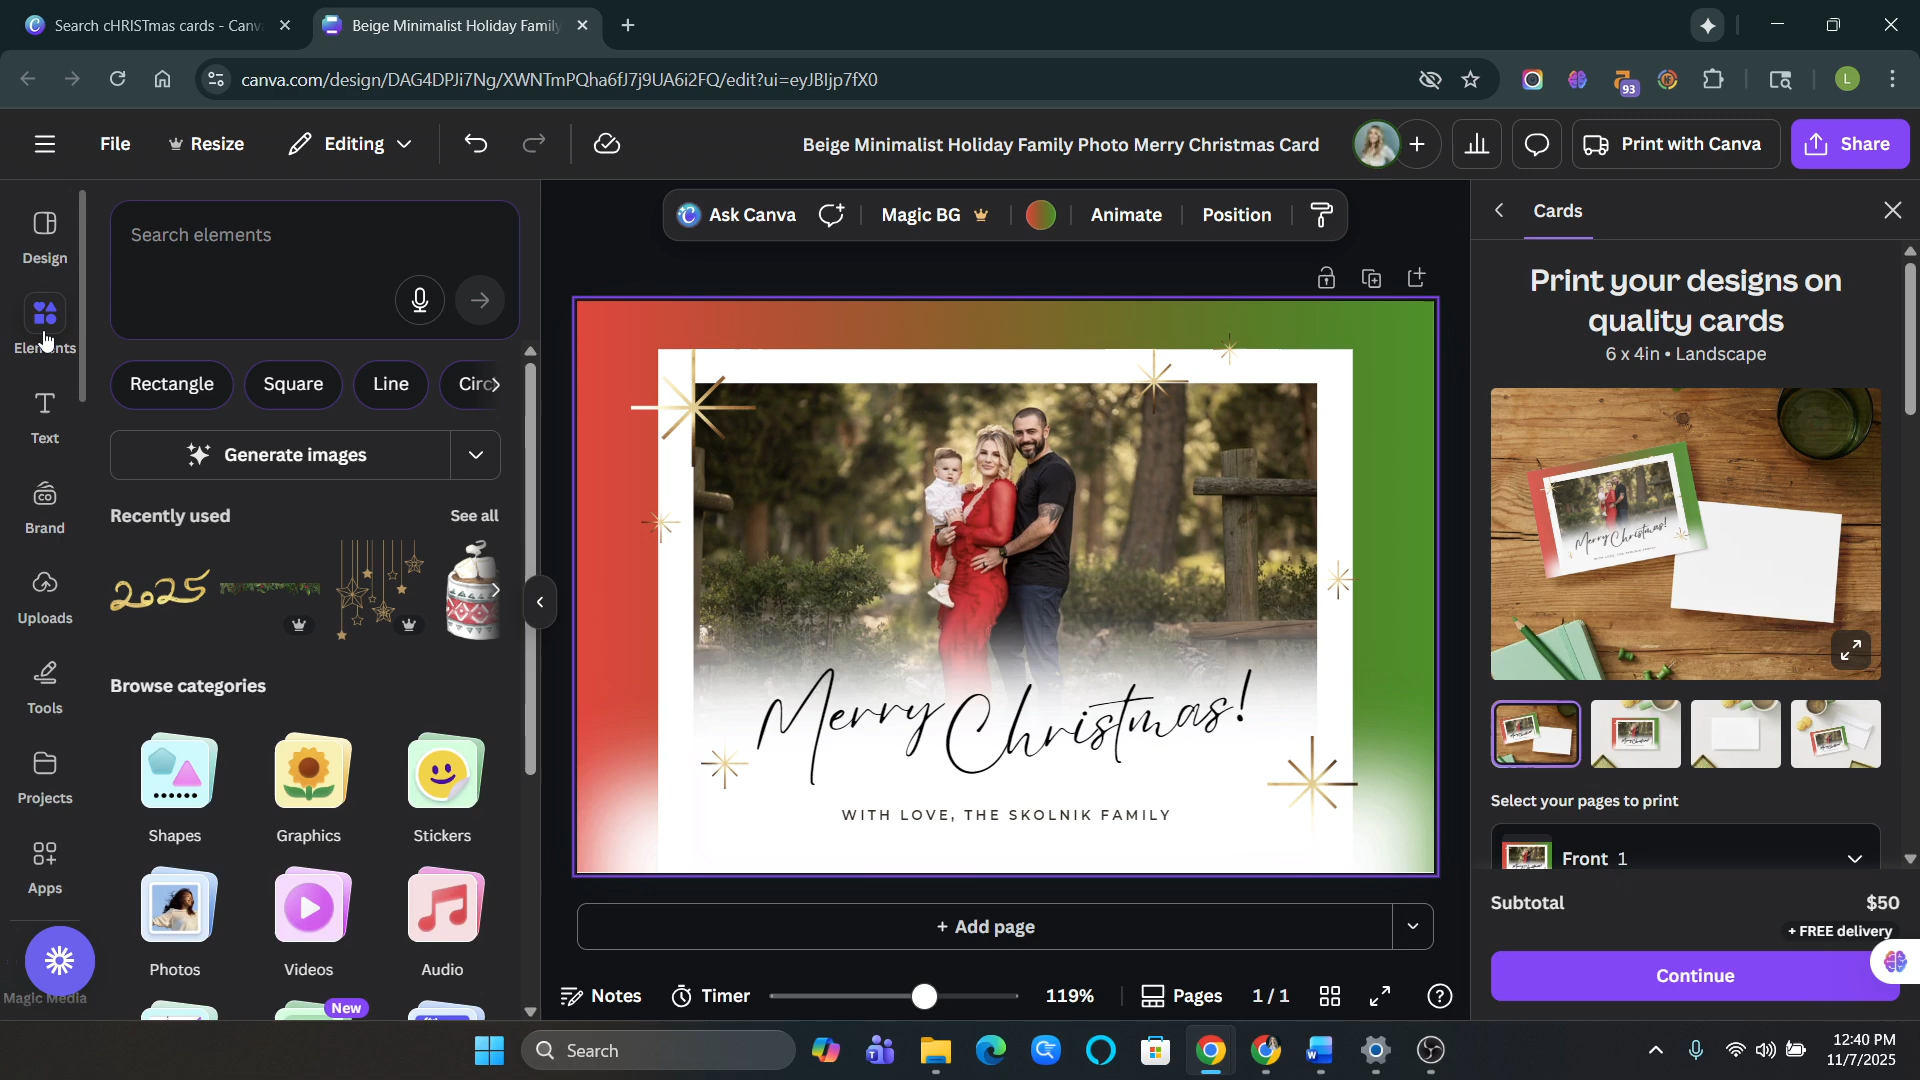 Search cHRISTmas cards - Canv
Beige Minimalist Holiday Family
canva.com/design/DAG4DPJi7Ng/XWNTmPQha6fJ7j9UA6i2FQ/edit?ui=eyJBIjp7fX0
93
L
File
Resize
Editing
Beige Minimalist Holiday Family Photo Merry Christmas Card
Print with Canva
Share
Design
Elements
Text
Brand
Uploads
Tools
Projects
Apps
Magic Media
Search elements
Rectangle
Square
Line
Circ
Generate images
Recently used
See all
2025
Browse categories
Shapes
Graphics
Stickers
Photos
Videos
Audio
New
Ask Canva
Magic BG
Animate
Position
Merry Christmas!
WITH LOVE, THE SKOLNIK FAMILY
+ Add page
Notes
Timer
119%
Pages
1 / 1
Cards
Print your designs on
quality cards
6 x 4in • Landscape
Merry Christmas!
Select your pages to print
Front 1
Subtotal
$50
+ FREE delivery
Continue
Search
12:40 PM
11/7/2025